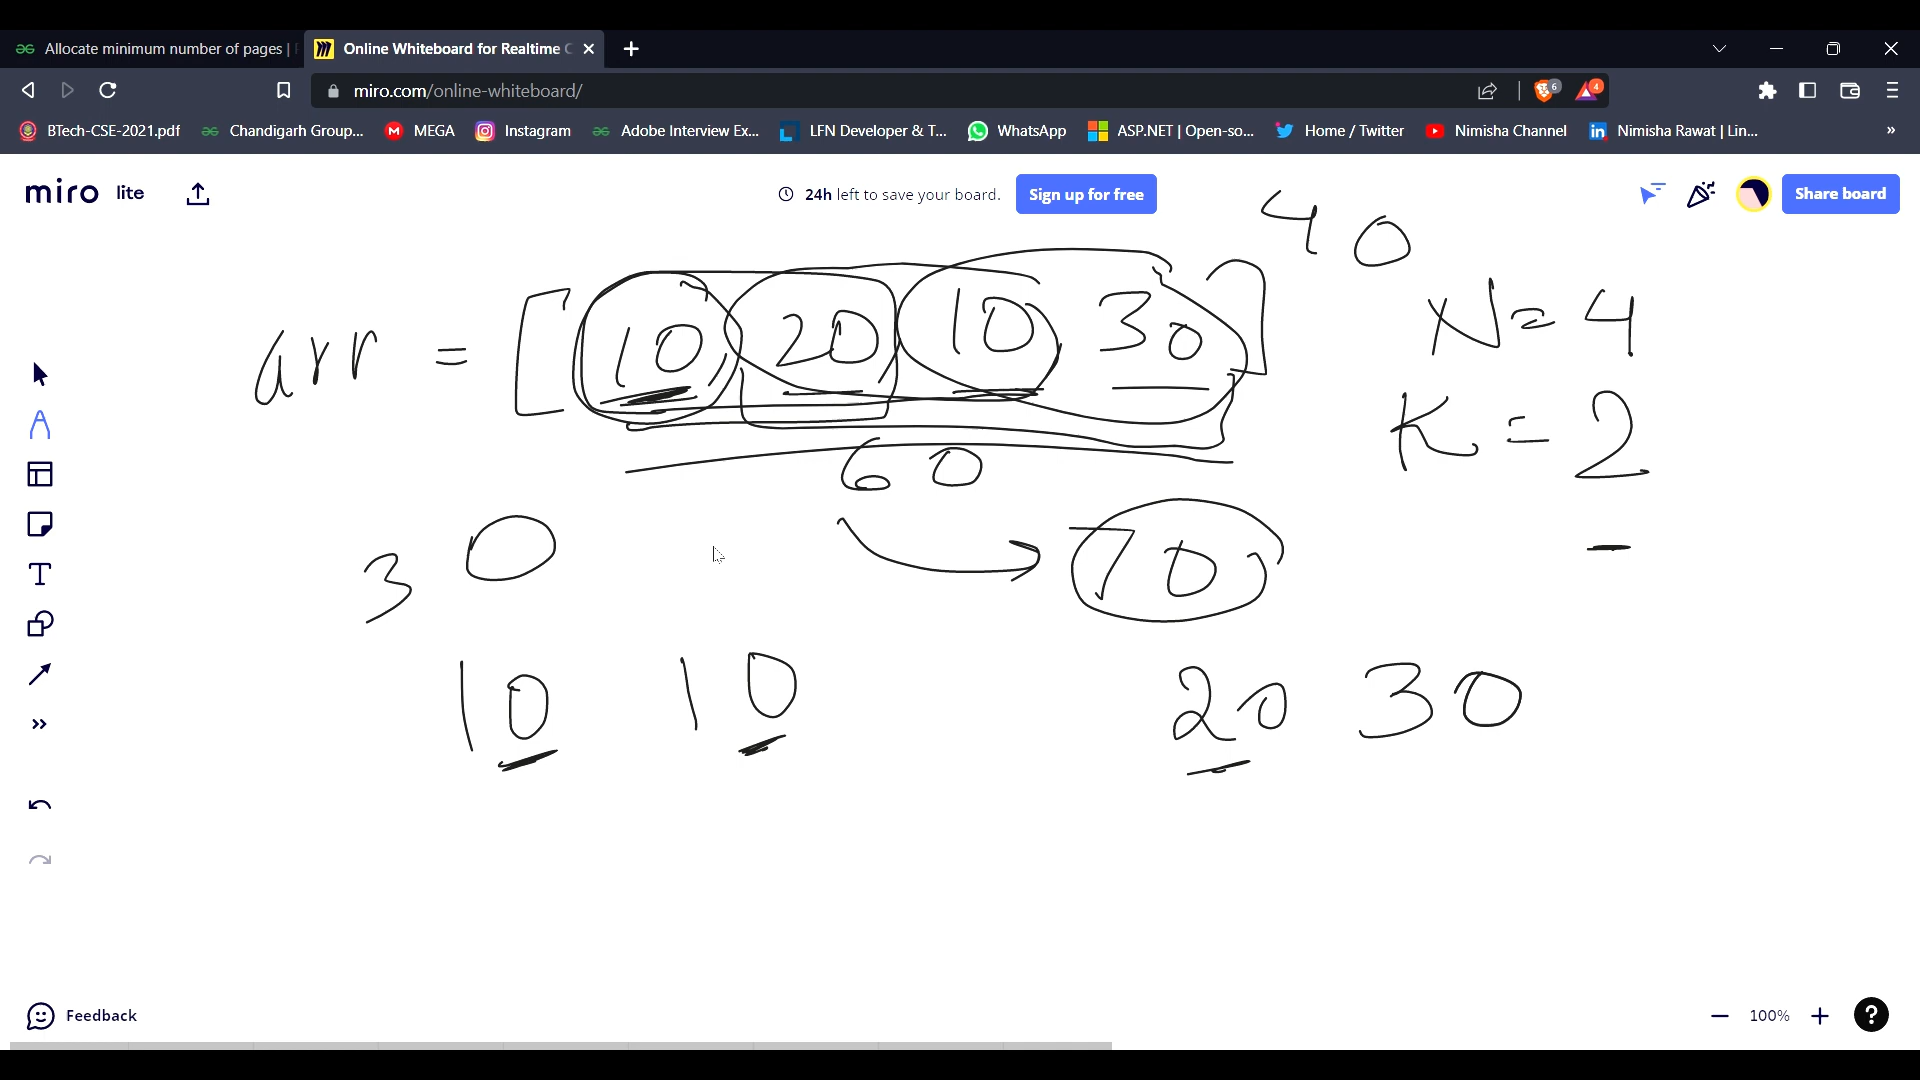 Allocate minimum number of pages |
Online Whiteboard for Realtime C
miro.com/online-whiteboard/
6
4
BTech-CSE-2021.pdf
Chandigarh Group...
MEGA
Instagram
Adobe Interview Ex...
LFN Developer & T...
WhatsApp
ASP.NET | Open-so...
Home / Twitter
Nimisha Channel
Nimisha Rawat | Lin...
»
miro lite
24h left to save your board.
Sign up for free
Share board
40
arr = [10 20 10 30]
N=4
K=2
60
30
70
10 10 20 30
Feedback
100%
?